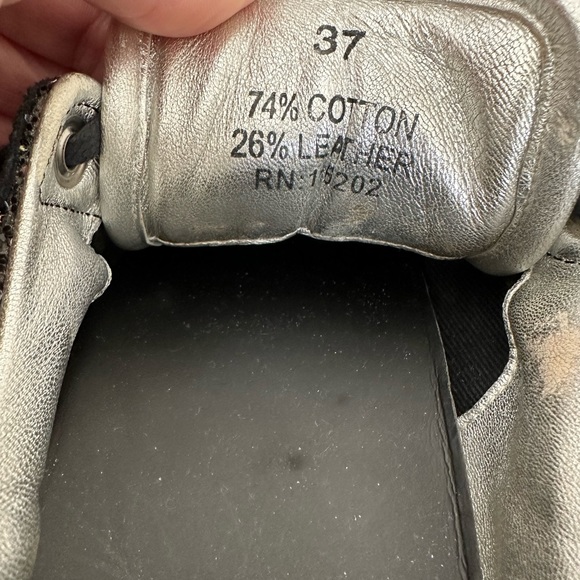 37
74% COTTON
26% LEATHER
RN: